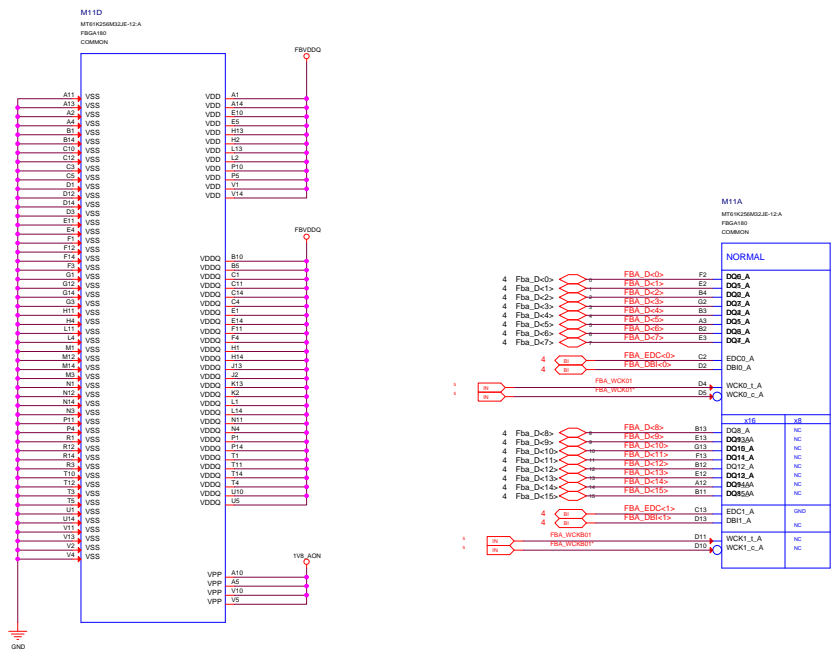 M11D
MT61K256M32JE-12:A
FBGA180
COMMON
FBVDDQ
A11 VSS VDD A1
A13 VSS VDD A14
A2 VSS VDD E10
A4 VSS VDD E5
B1 VSS VDD H13
B14 VSS VDD H2
C10 VSS VDD L13
C12 VSS VDD L2
C3 VSS VDD P10
C5 VSS VDD P5
D1 VSS VDD V1
D12 VSS VDD V14
D14 VSS
D3 VSS
E11 VSS
E4 VSS
FBVDDQ
F1 VSS
F12 VSS
F14 VSS VDDQ B10
F3 VSS VDDQ B5
G1 VSS VDDQ C1
G12 VSS VDDQ C11
G14 VSS VDDQ C14
G3 VSS VDDQ C4
H11 VSS VDDQ E1
H4 VSS VDDQ E14
L11 VSS VDDQ F11
L4 VSS VDDQ F4
M1 VSS VDDQ H1
M12 VSS VDDQ H14
M14 VSS VDDQ J13
M3 VSS VDDQ J2
N1 VSS VDDQ K13
N12 VSS VDDQ K2
N14 VSS VDDQ L1
N3 VSS VDDQ L14
P11 VSS VDDQ N11
P4 VSS VDDQ N4
R1 VSS VDDQ P1
R12 VSS VDDQ P14
R14 VSS VDDQ T1
R3 VSS VDDQ T11
T10 VSS VDDQ T14
T12 VSS VDDQ T4
T3 VSS VDDQ U10
T5 VSS VDDQ U5
U1 VSS
U14 VSS
V11 VSS
V13 VSS
V2 VSS
V4 VSS
1V8_AON
VPP A10
VPP A5
VPP V10
VPP V5
GND
M11A
MT61K256M32JE-12:A
FBGA180
COMMON
NORMAL
4 Fba_D<0> 0 FBA_D<0> F2
4 Fba_D<1> 1 FBA_D<1> E2
4 Fba_D<2> 2 FBA_D<2> B4
4 Fba_D<3> 3 FBA_D<3> G2
4 Fba_D<4> 4 FBA_D<4> B3
4 Fba_D<5> 5 FBA_D<5> A3
4 Fba_D<6> 6 FBA_D<6> B2
4 Fba_D<7> 7 FBA_D<7> E3
4 BI FBA_EDC<0> C2 EDC0_A
4 BI FBA_DBI<0> D2 DBI0_A
IN FBA_WCK01 D4 WCK0_t_A
IN FBA_WCK01* D5 WCK0_c_A
x16 x8
4 Fba_D<8> 8 FBA_D<8> B13 DQ8_A NC
4 Fba_D<9> 9 FBA_D<9> E13 NC
4 Fba_D<10> 10 FBA_D<10> G13 NC
4 Fba_D<11> 11 FBA_D<11> F13 NC
4 Fba_D<12> 12 FBA_D<12> B12 DQ12_A NC
4 Fba_D<13> 13 FBA_D<13> E12 NC
4 Fba_D<14> 14 FBA_D<14> A12 NC
4 Fba_D<15> 15 FBA_D<15> B11 NC
4 BI FBA_EDC<1> C13 EDC1_A GND
4 BI FBA_DBI<1> D13 DBI1_A NC
IN FBA_WCKB01 D11 WCK1_t_A NC
IN FBA_WCKB01* D10 WCK1_c_A NC